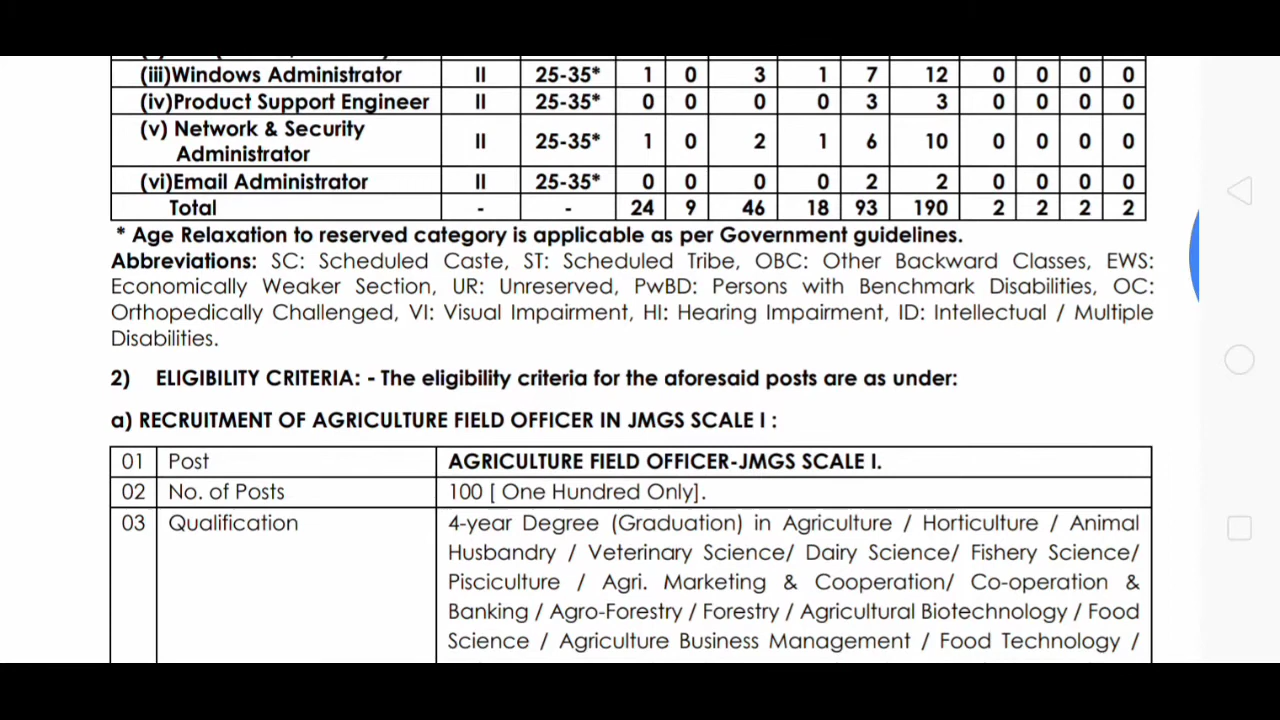 (iii)Windows Administrator II 25-35* 1 0 3 1 7 12 0 0 0 0
(iv)Product Support Engineer II 25-35* 0 0 0 0 3 3 0 0 0 0
(v) Network & Security Administrator II 25-35* 1 0 2 1 6 10 0 0 0 0
(vi)Email Administrator II 25-35* 0 0 0 0 2 2 0 0 0 0
Total - - 24 9 46 18 93 190 2 2 2 2
* Age Relaxation to reserved category is applicable as per Government guidelines.
Abbreviations: SC: Scheduled Caste, ST: Scheduled Tribe, OBC: Other Backward Classes, EWS:
Economically Weaker Section, UR: Unreserved, PwBD: Persons with Benchmark Disabilities, OC:
Orthopedically Challenged, VI: Visual Impairment, HI: Hearing Impairment, ID: Intellectual / Multiple
Disabilities.
2) ELIGIBILITY CRITERIA: - The eligibility criteria for the aforesaid posts are as under:
a) RECRUITMENT OF AGRICULTURE FIELD OFFICER IN JMGS SCALE I :
01 Post AGRICULTURE FIELD OFFICER-JMGS SCALE I.
02 No. of Posts 100 [ One Hundred Only].
03 Qualification 4-year Degree (Graduation) in Agriculture / Horticulture / Animal
Husbandry / Veterinary Science/ Dairy Science/ Fishery Science/
Pisciculture / Agri. Marketing & Cooperation/ Co-operation &
Banking / Agro-Forestry / Forestry / Agricultural Biotechnology / Food
Science / Agriculture Business Management / Food Technology /